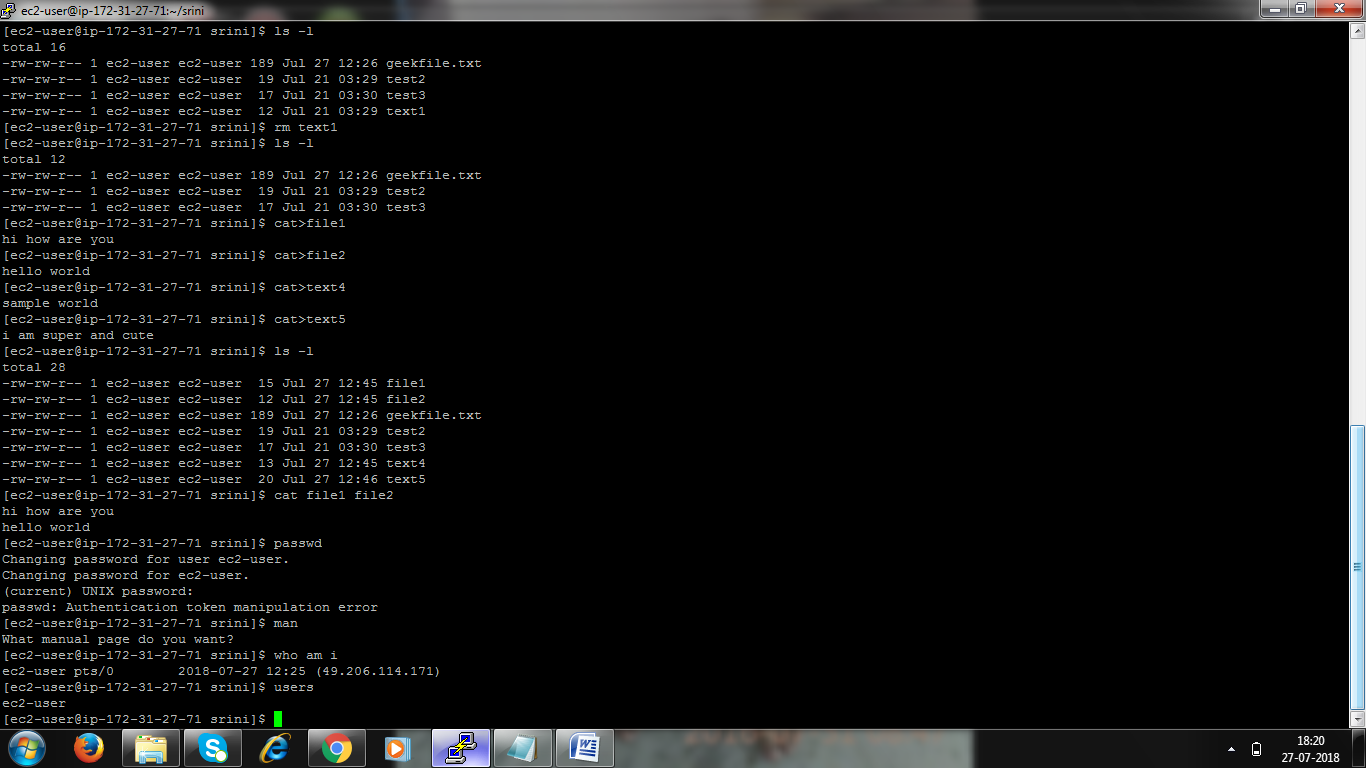 ec2-user@ip-172-31-27-71:~/srini
[ec2-user@ip-172-31-27-71 srini]$ ls -l
total 16
-rw-rw-r-- 1 ec2-user ec2-user 189 Jul 27 12:26 geekfile.txt
-rw-rw-r-- 1 ec2-user ec2-user  19 Jul 21 03:29 test2
-rw-rw-r-- 1 ec2-user ec2-user  17 Jul 21 03:30 test3
-rw-rw-r-- 1 ec2-user ec2-user  12 Jul 21 03:29 text1
[ec2-user@ip-172-31-27-71 srini]$ rm text1
[ec2-user@ip-172-31-27-71 srini]$ ls -l
total 12
-rw-rw-r-- 1 ec2-user ec2-user 189 Jul 27 12:26 geekfile.txt
-rw-rw-r-- 1 ec2-user ec2-user  19 Jul 21 03:29 test2
-rw-rw-r-- 1 ec2-user ec2-user  17 Jul 21 03:30 test3
[ec2-user@ip-172-31-27-71 srini]$ cat>file1
hi how are you
[ec2-user@ip-172-31-27-71 srini]$ cat>file2
hello world
[ec2-user@ip-172-31-27-71 srini]$ cat>text4
sample world
[ec2-user@ip-172-31-27-71 srini]$ cat>text5
i am super and cute
[ec2-user@ip-172-31-27-71 srini]$ ls -l
total 28
-rw-rw-r-- 1 ec2-user ec2-user  15 Jul 27 12:45 file1
-rw-rw-r-- 1 ec2-user ec2-user  12 Jul 27 12:45 file2
-rw-rw-r-- 1 ec2-user ec2-user 189 Jul 27 12:26 geekfile.txt
-rw-rw-r-- 1 ec2-user ec2-user  19 Jul 21 03:29 test2
-rw-rw-r-- 1 ec2-user ec2-user  17 Jul 21 03:30 test3
-rw-rw-r-- 1 ec2-user ec2-user  13 Jul 27 12:45 text4
-rw-rw-r-- 1 ec2-user ec2-user  20 Jul 27 12:46 text5
[ec2-user@ip-172-31-27-71 srini]$ cat file1 file2
hi how are you
hello world
[ec2-user@ip-172-31-27-71 srini]$ passwd
Changing password for user ec2-user.
Changing password for ec2-user.
(current) UNIX password:
passwd: Authentication token manipulation error
[ec2-user@ip-172-31-27-71 srini]$ man
What manual page do you want?
[ec2-user@ip-172-31-27-71 srini]$ who am i
ec2-user pts/0        2018-07-27 12:25 (49.206.114.171)
[ec2-user@ip-172-31-27-71 srini]$ users
ec2-user
[ec2-user@ip-172-31-27-71 srini]$
18:20
27-07-2018